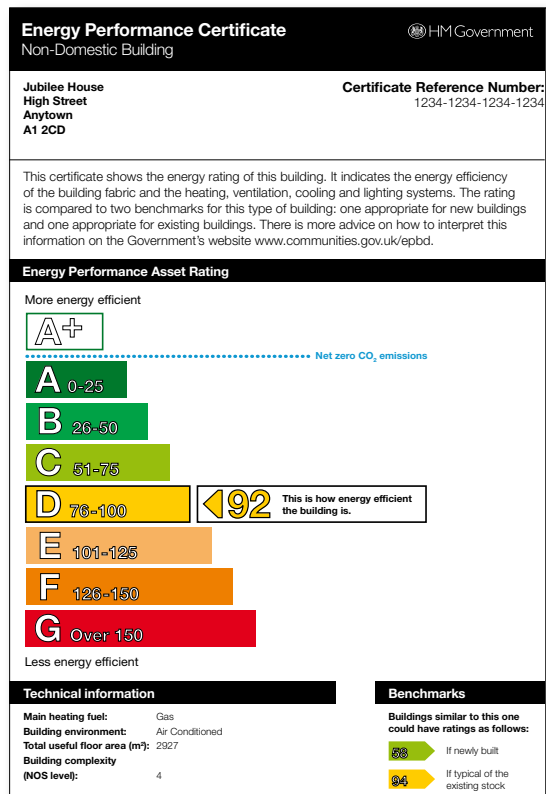 Energy Performance Certificate
Non-Domestic Building
HM Government
Jubilee House
High Street
Anytown
A1 2CD
Certificate Reference Number:
1234-1234-1234-1234
This certificate shows the energy rating of this building. It indicates the energy efficiency
of the building fabric and the heating, ventilation, cooling and lighting systems. The rating
is compared to two benchmarks for this type of building: one appropriate for new buildings
and one appropriate for existing buildings. There is more advice on how to interpret this
information on the Government's website www.communities.gov.uk/epbd.
Energy Performance Asset Rating
More energy efficient
A+
Net zero CO₂ emissions
A 0-25
B 26-50
C 51-75
D 76-100
92 This is how energy efficient
the building is.
E 101-125
F 126-150
G Over 150
Less energy efficient
Technical information
Main heating fuel: Gas
Building environment: Air Conditioned
Total useful floor area (m²): 2927
Building complexity
(NOS level): 4
Benchmarks
Buildings similar to this one
could have ratings as follows:
58 If newly built
94 If typical of the
existing stock